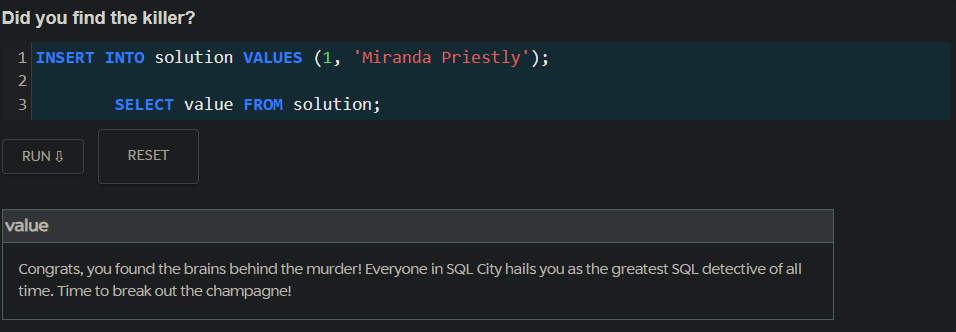 Did you find the killer?
1 INSERT INTO solution VALUES (1, 'Miranda Priestly');
2
3 SELECT value FROM solution;
RUN ⇩
RESET
value
Congrats, you found the brains behind the murder! Everyone in SQL City hails you as the greatest SQL detective of all
time. Time to break out the champagne!